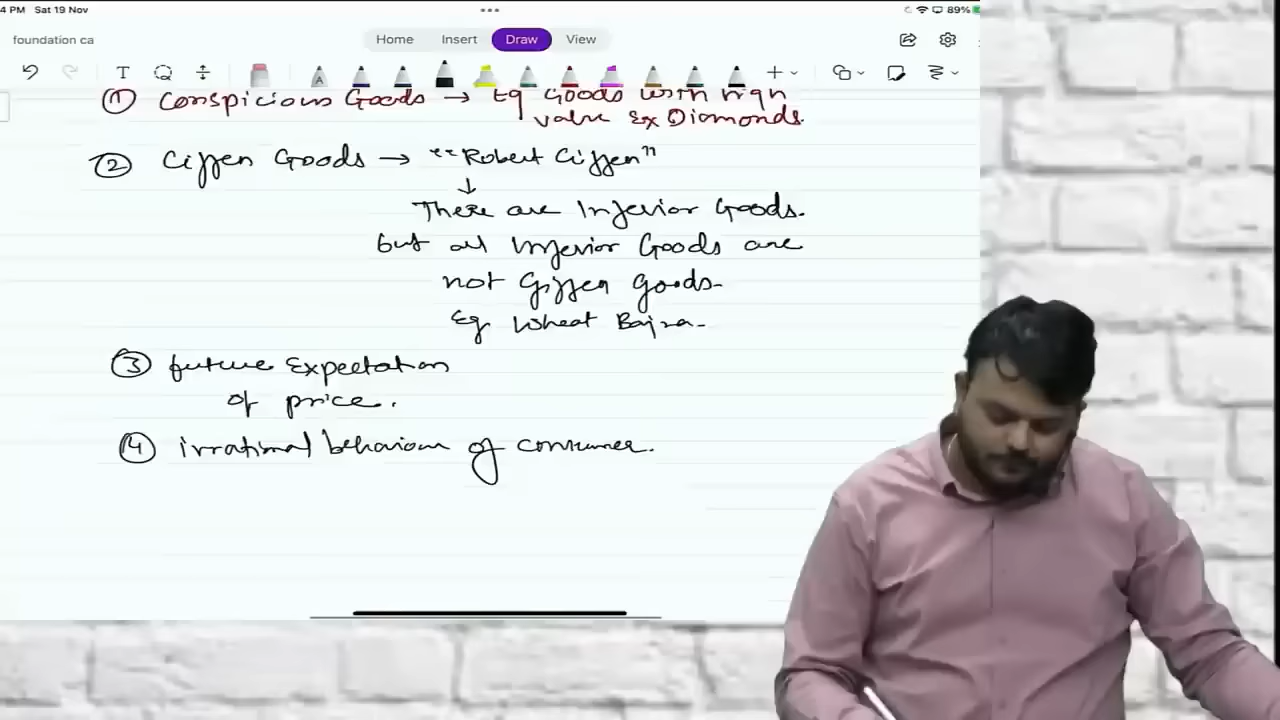 4 PM Sat 19 Nov
89%
foundation ca
Home Insert Draw View
① Conspicious Goods → Eg Goods with high
value Ex Diamonds.
② Giffen Goods → "Robert Giffen"
↓
There are Inferior Goods.
but all Inferior Goods are
not Giffen goods.
Eg Wheat Bajra.
③ future Expectation
of price.
④ irrational behaviour of consumer.